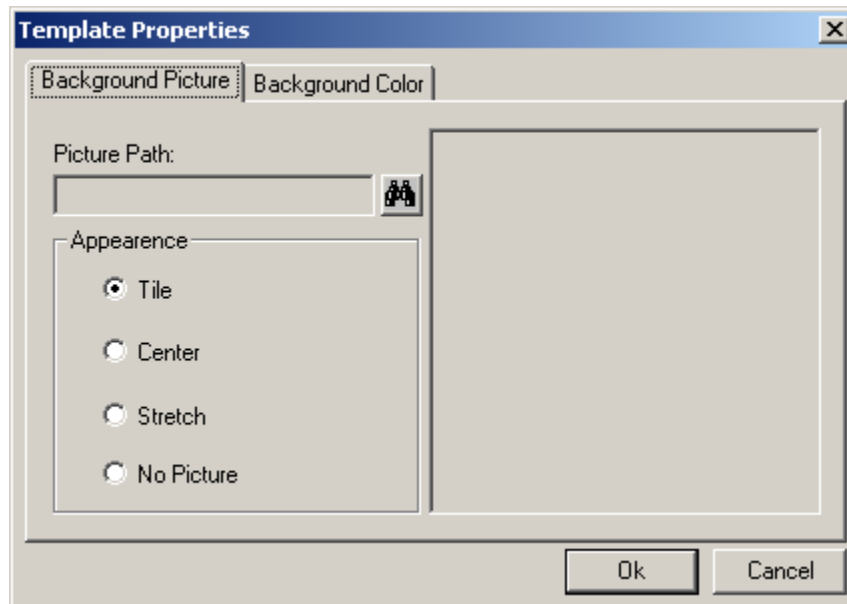 Template Properties
Background Picture Background Color
Picture Path:
Appearence
Tile
Center
Stretch
No Picture
Ok Cancel